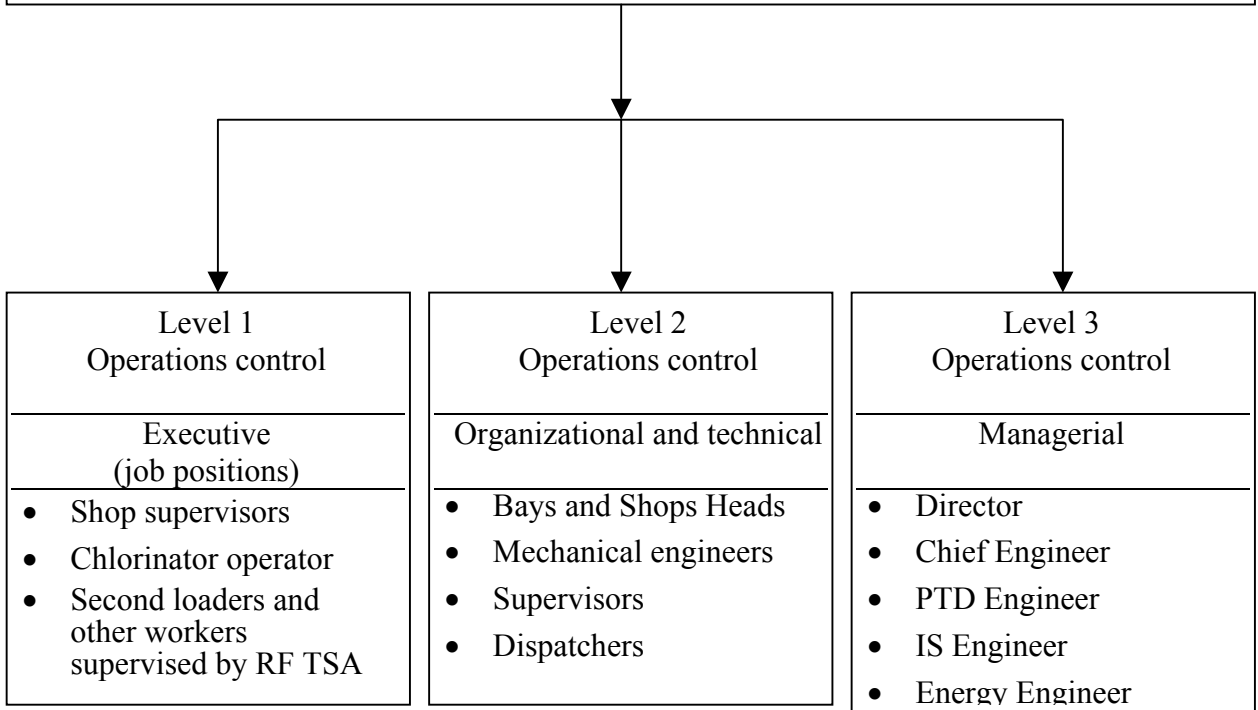 Level 1
Operations control
Executive
(job positions)
• Shop supervisors
• Chlorinator operator
• Second loaders and
other workers
supervised by RF TSA
Level 2
Operations control
Organizational and technical
• Bays and Shops Heads
• Mechanical engineers
• Supervisors
• Dispatchers
Level 3
Operations control
Managerial
• Director
• Chief Engineer
• PTD Engineer
• IS Engineer
• Energy Engineer